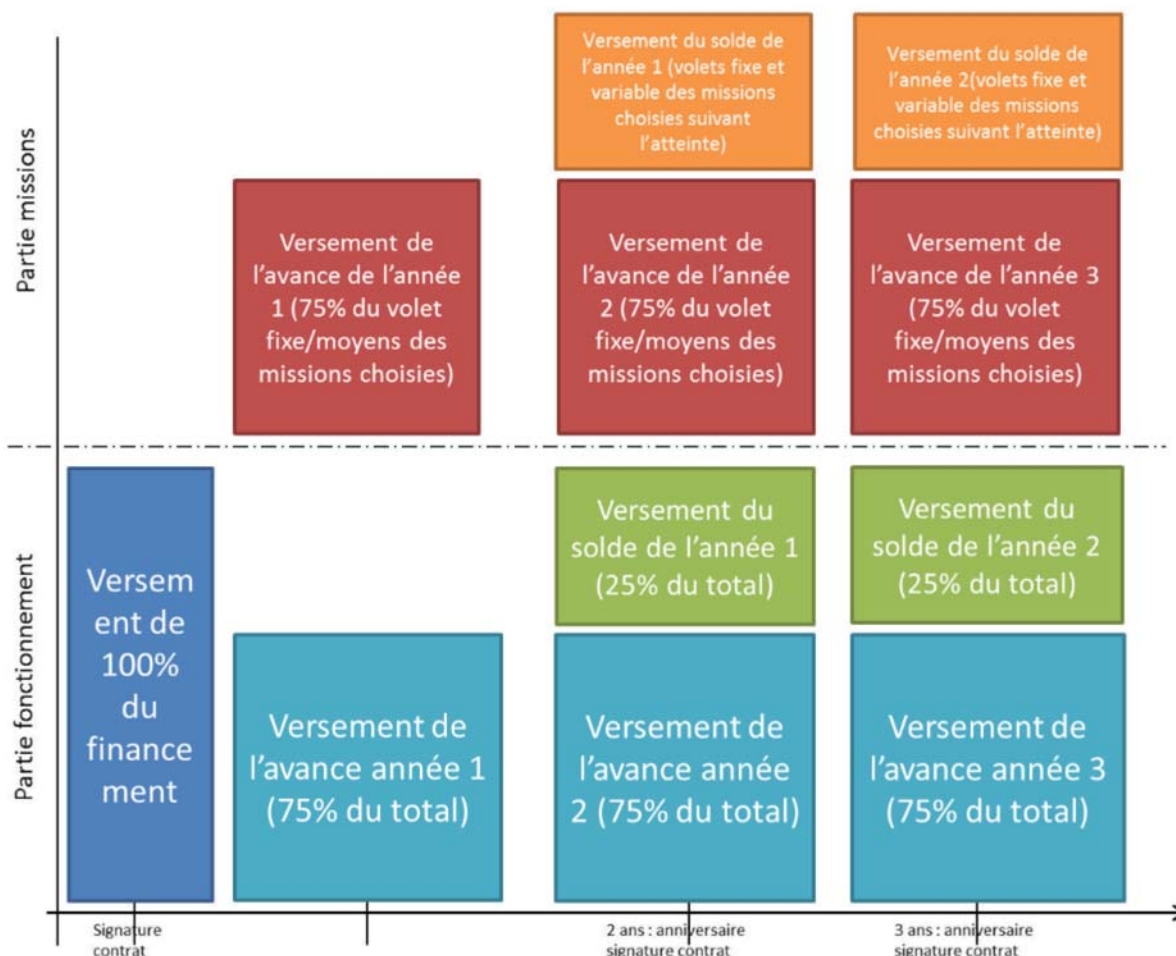 Partie missions
Versement du solde de
l'année 1 (volets fixe et
variable des missions
choisies suivant
l'atteinte)
Versement du solde de
l'année 2(volets fixe et
variable des missions
choisies suivant l'atteinte)
Versement de
l'avance de l'année
1 (75% du volet
fixe/moyens des
missions choisies)
Versement de
l'avance de l'année
2 (75% du volet
fixe/moyens des
missions choisies)
Versement de
l'avance de l'année 3
(75% du volet
fixe/moyens des
missions choisies)
Partie fonctionnement
Versem
ent de
100%
du
finance
ment
Versement du
solde de l'année 1
(25% du total)
Versement du
solde de l'année 2
(25% du total)
Versement de
l'avance année 1
(75% du total)
Versement de
l'avance année
2 (75% du total)
Versement de
l'avance année 3
(75% du total)
Signature
contrat
2 ans : anniversaire
signature contrat
3 ans : anniversaire
signature contrat